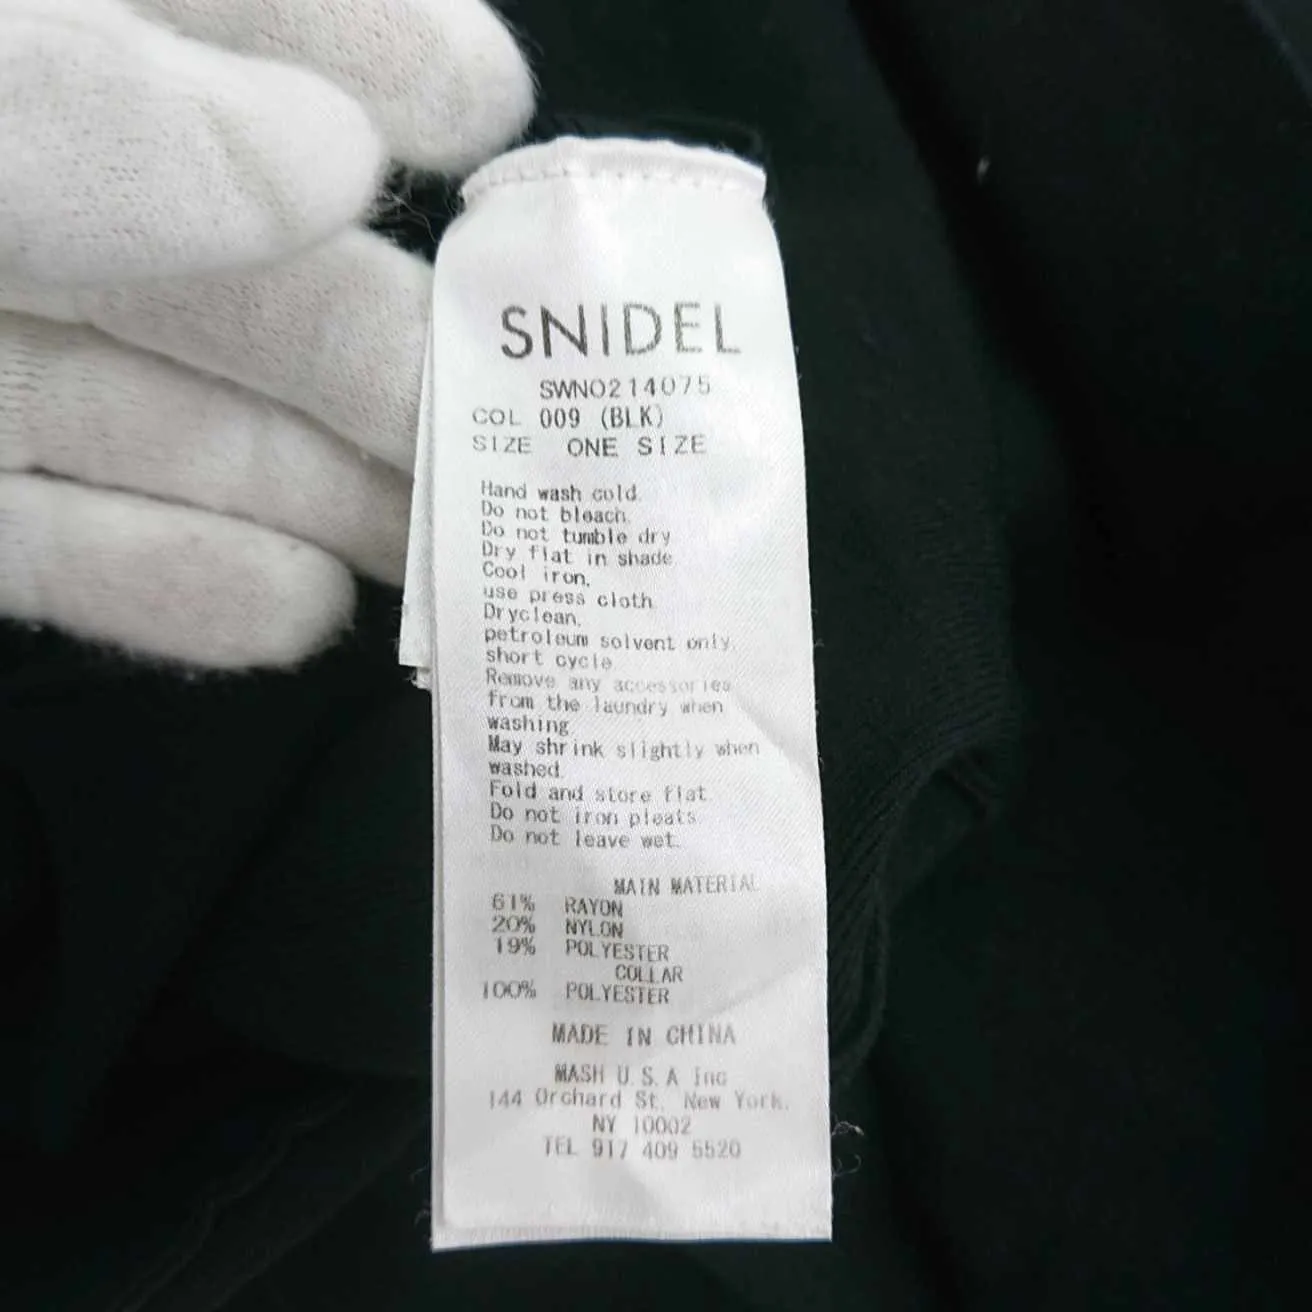 SNIDEL
SWNO214075
COL 009 (BLK)
SIZE ONE SIZE
Hand wash cold.
Do not bleach.
Do not tumble dry
Dry flat in shade
Cool iron,
use press cloth.
Dryclean,
petroleum solvent only,
short cycle
Remove any accessories
from the laundry when
washing.
May shrink slightly when
washed.
Fold and store flat.
Do not iron pleats
Do not leave wet.
MAIN MATERIAL
61% RAYON
20% NYLON
19% POLYESTER
COLLAR
100% POLYESTER
MADE IN CHINA
MASH U.S.A Inc
144 Orchard St, New York,
NY 10002
TEL 917 409 5520